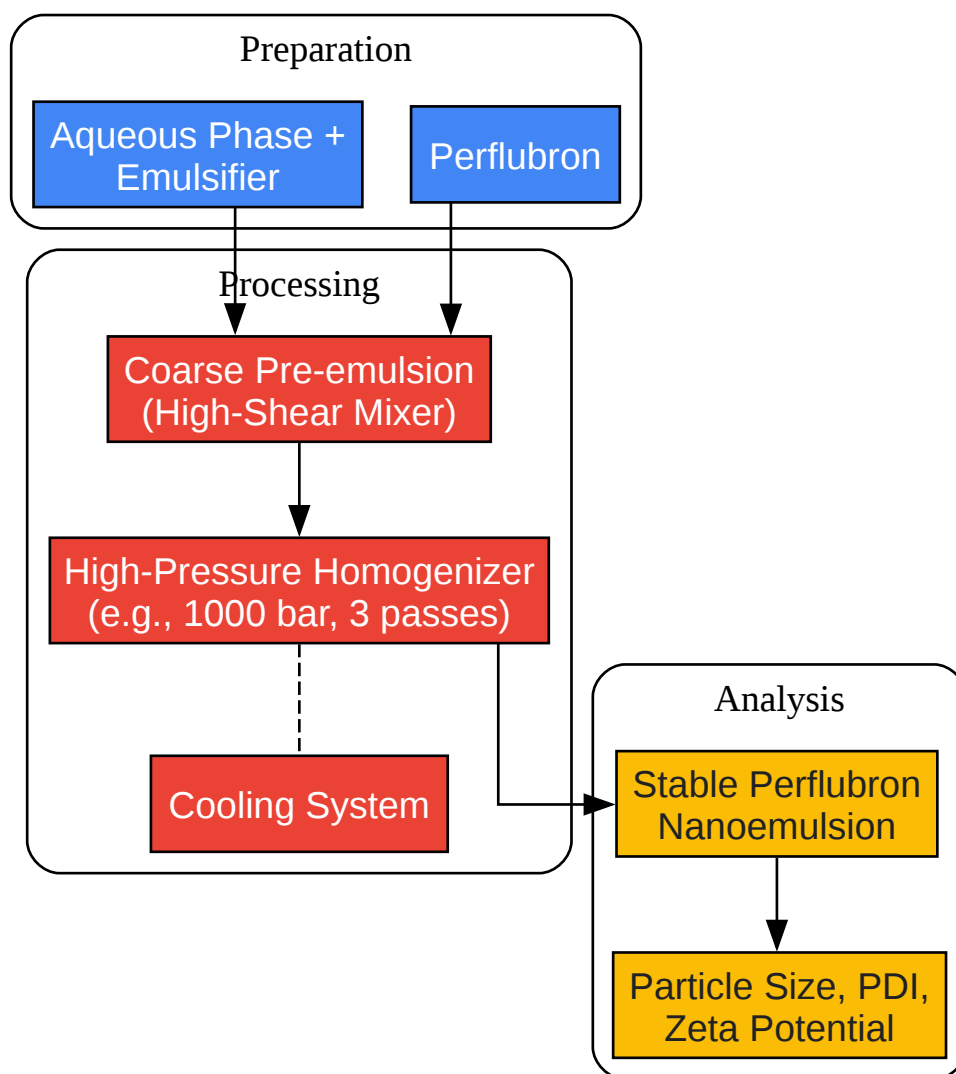 Preparation
Aqueous Phase +
Emulsifier
Perflubron
Processing
Coarse Pre-emulsion
(High-Shear Mixer)
High-Pressure Homogenizer
(e.g., 1000 bar, 3 passes)
Cooling System
Analysis
Stable Perflubron
Nanoemulsion
Particle Size, PDI,
Zeta Potential